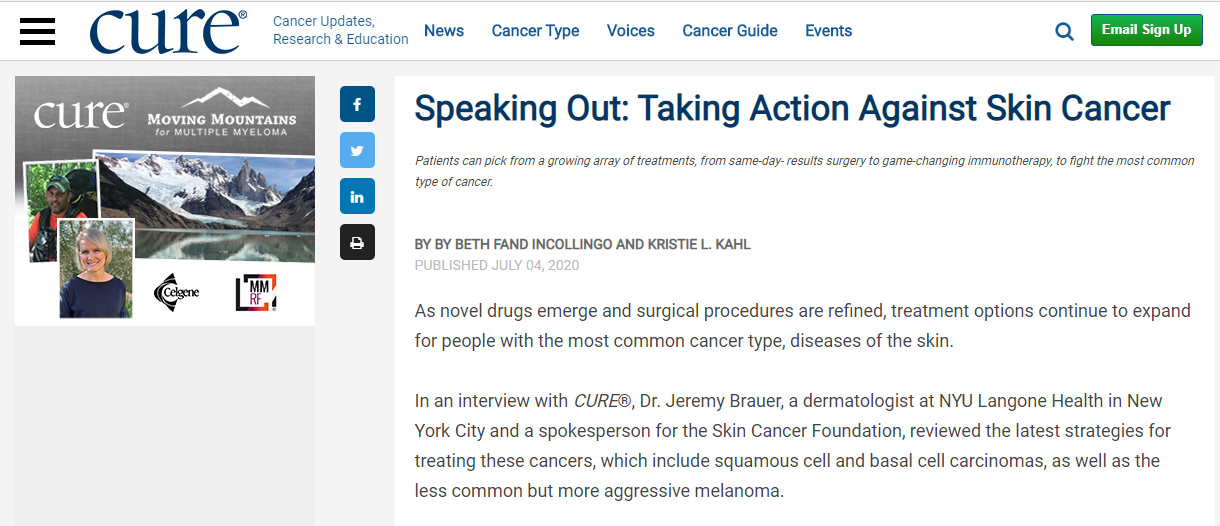 cure®
Cancer Updates,
Research & Education
News
Cancer Type
Voices
Cancer Guide
Events
Email Sign Up
cure®
MOVING MOUNTAINS
for MULTIPLE MYELOMA
Celgene
MM
RF
f
in
Speaking Out: Taking Action Against Skin Cancer
Patients can pick from a growing array of treatments, from same-day- results surgery to game-changing immunotherapy, to fight the most common
type of cancer.
BY BY BETH FAND INCOLLINGO AND KRISTIE L. KAHL
PUBLISHED JULY 04, 2020
As novel drugs emerge and surgical procedures are refined, treatment options continue to expand
for people with the most common cancer type, diseases of the skin.
In an interview with CURE®, Dr. Jeremy Brauer, a dermatologist at NYU Langone Health in New
York City and a spokesperson for the Skin Cancer Foundation, reviewed the latest strategies for
treating these cancers, which include squamous cell and basal cell carcinomas, as well as the
less common but more aggressive melanoma.